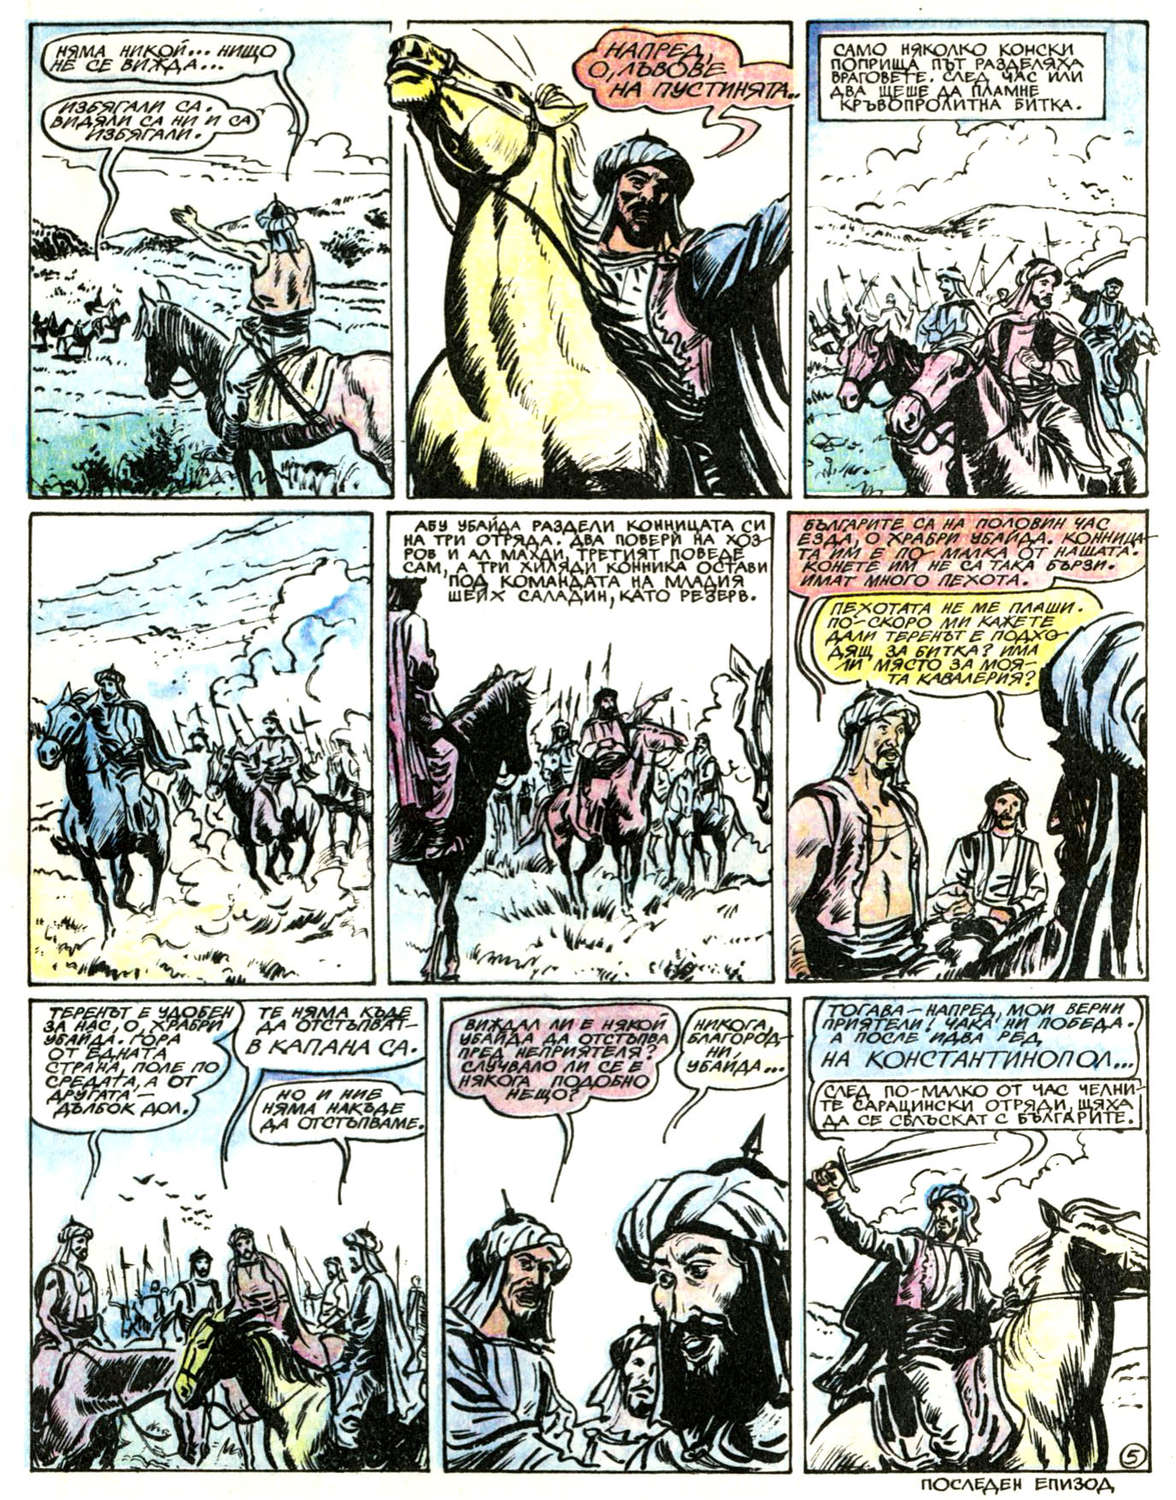 НЯМА НИКОЙ... НИЩО
НЕ СЕ ВИЖДА...
ИЗБЯГАЛИ СА.
ВИДЯЛИ СА НИ И СА
ИЗБЯГАЛИ.
НАПРЕД,
О, ЛЪВОВЕ
НА ПУСТИНЯТА..
САМО НЯКОЛКО КОНСКИ
ПОПРИЩА ПЪТ РАЗДЕЛЯХА
ВРАГОВЕТЕ. СЛЕД ЧАС ИЛИ
ДВА ЩЕШЕ ДА ПЛАМНЕ
КРЪВОПРОЛИТНА БИТКА.
АБУ УБАЙДА РАЗДЕЛИ КОННИЦАТА СИ
НА ТРИ ОТРЯДА. ДВА ПОВЕРИ НА ХОЗ-
РОВ И АЛ МАХДИ, ТРЕТИЯТ ПОВЕДЕ
САМ, А ТРИ ХИЛЯДИ КОННИКА ОСТАВИ
ПОД КОМАНДАТА НА МЛАДИЯ
ШЕЙХ САЛАДИН, КАТО РЕЗЕРВ.
БЪЛГАРИТЕ СА НА ПОЛОВИН ЧАС
ЕЗДА, О ХРАБРИ УБАЙДА. КОННИЦА-
ТА ИМ Е ПО-МАЛКА ОТ НАШАТА.
КОНЕТЕ ИМ НЕ СА ТАКА БЪРЗИ.
ИМАТ МНОГО ПЕХОТА.
ПЕХОТАТА НЕ МЕ ПЛАШИ.
ПО-СКОРО МИ КАЖЕТЕ
ДАЛИ ТЕРЕНЪТ Е ПОДХО-
ДЯЩ ЗА БИТКА? ИМА
ЛИ МЯСТО ЗА МОЯ-
ТА КАВАЛЕРИЯ?
ТЕРЕНЪТ Е УДОБЕН
ЗА НАС, О, ХРАБРИ
УБАЙДА. ГОРА
ОТ ЕДНАТА
СТРАНА, ПОЛЕ ПО
СРЕДАТА, А ОТ
ДРУГАТА -
ДЪЛБОК ДОЛ.
ТЕ НЯМА КЪДЕ
ДА ОТСТЪПВАТ-
В КАПАНА СА.
НО И НИЕ
НЯМА НАКЪДЕ
ДА ОТСТЪПВАМЕ.
ВИЖДАЛ ЛИ Е НЯКОЙ
УБАЙДА ДА ОТСТЪПВА
ПРЕД НЕПРИЯТЕЛЯ?
СЛУЧВАЛО ЛИ СЕ Е
НЯКОГА ПОДОБНО
НЕЩО?
НИКОГА,
БЛАГОРОД-
НИ,
УБАЙДА...
ТОГАВА-НАПРЕД, МОИ ВЕРНИ
ПРИЯТЕЛИ! ЧАКА НИ ПОБЕДА.
А ПОСЛЕ ИДВА РЕД
НА КОНСТАНТИНОПОЛ...
СЛЕД ПО-МАЛКО ОТ ЧАС ЧЕЛНИ-
ТЕ САРАЦИНСКИ ОТРЯДИ, ЩЯХА
ДА СЕ СБЛЪСКАТ С БЪЛГАРИТЕ.
5
ПОСЛЕДЕН ЕПИЗОД